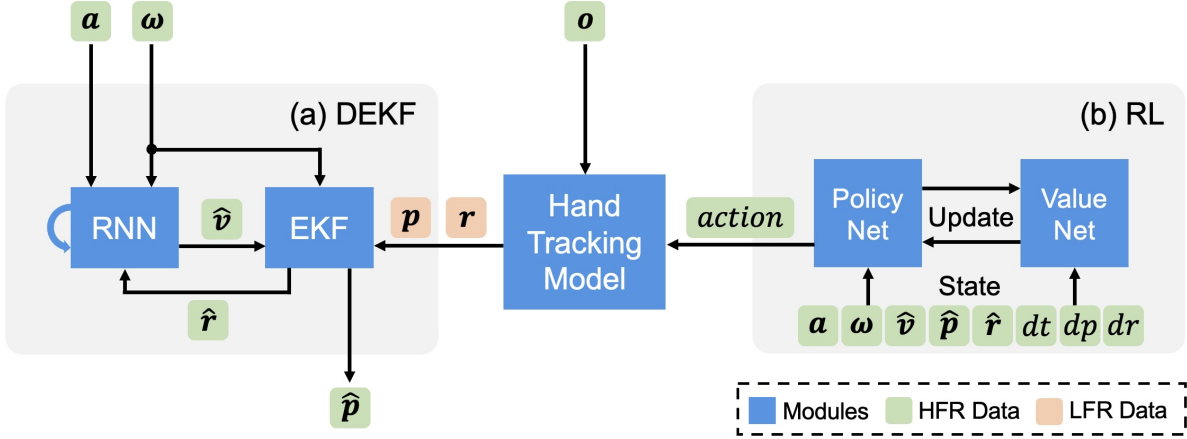 a ω o
(a) DEKF
(b) RL
RNN
v̂
EKF
p r
Hand
Tracking
Model
action
Policy
Net
Update
Value
Net
r̂
State
a ω v̂ p̂ r̂ dt dp dr
p̂
Modules HFR Data LFR Data